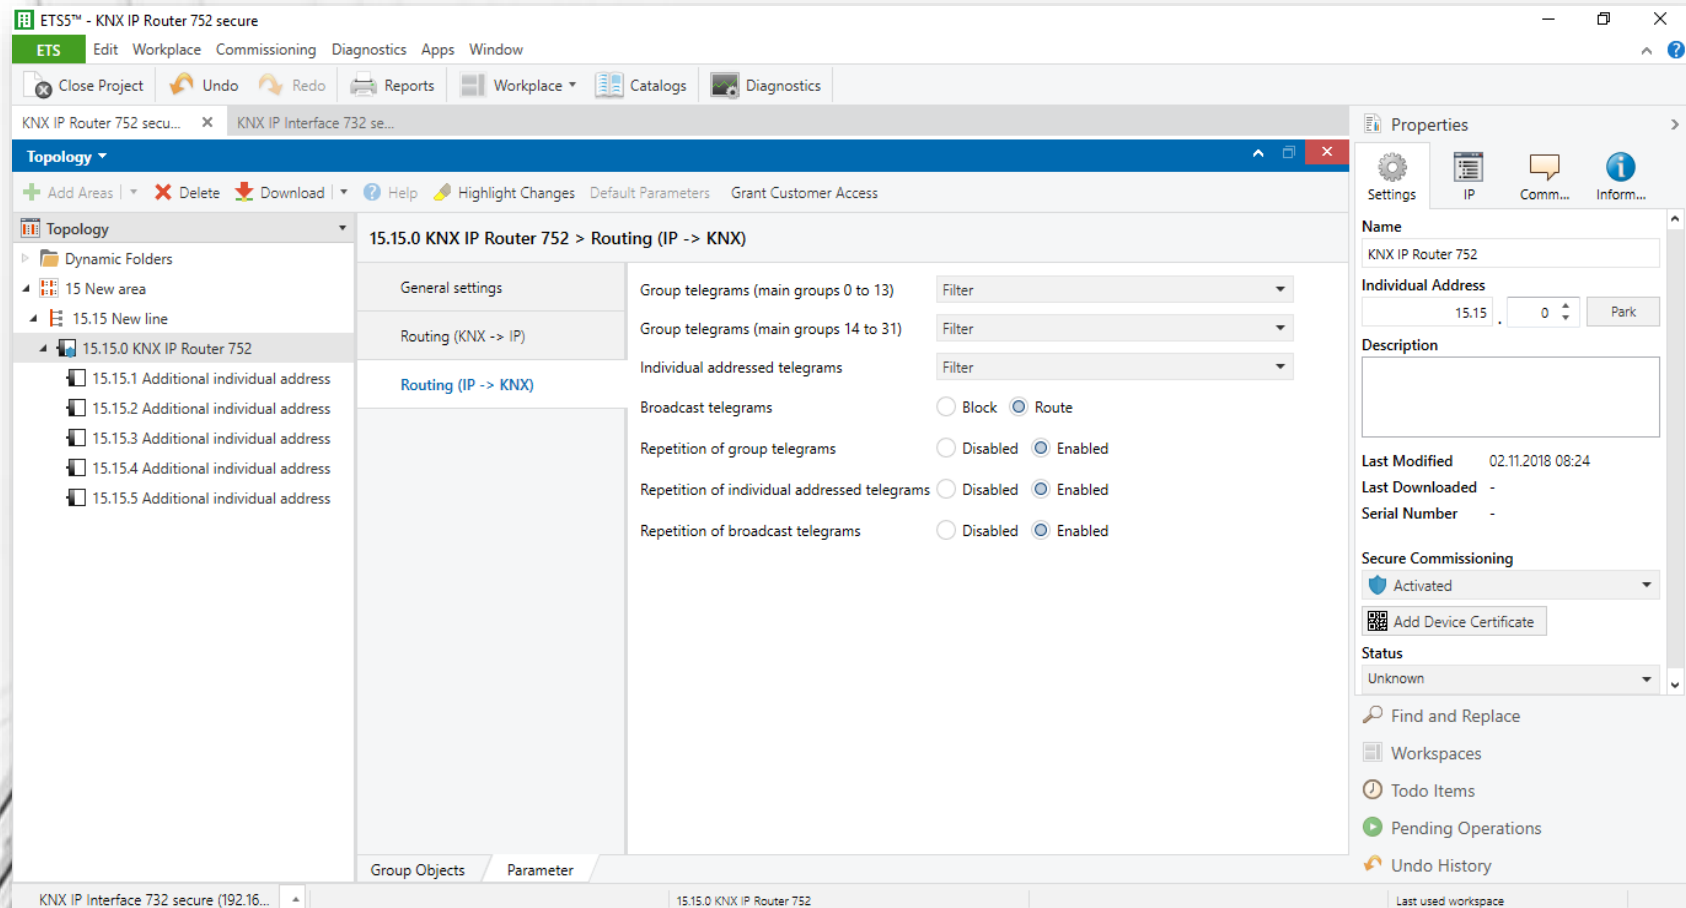 ETS5™ - KNX IP Router 752 secure
ETS Edit Workplace Commissioning Diagnostics Apps Window
Close Project Undo Redo Reports Workplace Catalogs Diagnostics
KNX IP Router 752 secu... KNX IP Interface 732 se...
Topology
Add Areas Delete Download Help Highlight Changes Default Parameters Grant Customer Access
Topology
Dynamic Folders
15 New area
15.15 New line
15.15.0 KNX IP Router 752
15.15.1 Additional individual address
15.15.2 Additional individual address
15.15.3 Additional individual address
15.15.4 Additional individual address
15.15.5 Additional individual address
15.15.0 KNX IP Router 752 > Routing (IP -> KNX)
General settings
Routing (KNX -> IP)
Routing (IP -> KNX)
Group telegrams (main groups 0 to 13) Filter
Group telegrams (main groups 14 to 31) Filter
Individual addressed telegrams Filter
Broadcast telegrams Block Route
Repetition of group telegrams Disabled Enabled
Repetition of individual addressed telegrams Disabled Enabled
Repetition of broadcast telegrams Disabled Enabled
Group Objects Parameter
Properties
Settings IP Comm... Inform...
Name
KNX IP Router 752
Individual Address
15.15 . 0 Park
Description
Last Modified 02.11.2018 08:24
Last Downloaded -
Serial Number -
Secure Commissioning
Activated
Add Device Certificate
Status
Unknown
Find and Replace
Workspaces
Todo Items
Pending Operations
Undo History
KNX IP Interface 732 secure (192.16... 15.15.0 KNX IP Router 752 Last used workspace